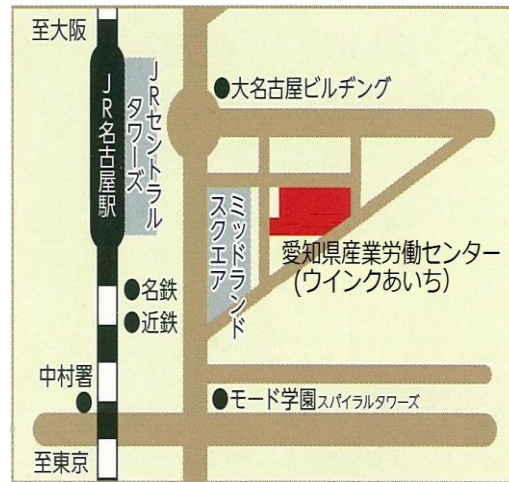 至大阪
JR名古屋駅
JRセントラル
タワーズ
大名古屋ビルヂング
ミッドランド
スクエア
愛知県産業労働センター
(ウインクあいち)
名鉄
近鉄
中村署
モード学園スパイラルタワーズ
至東京